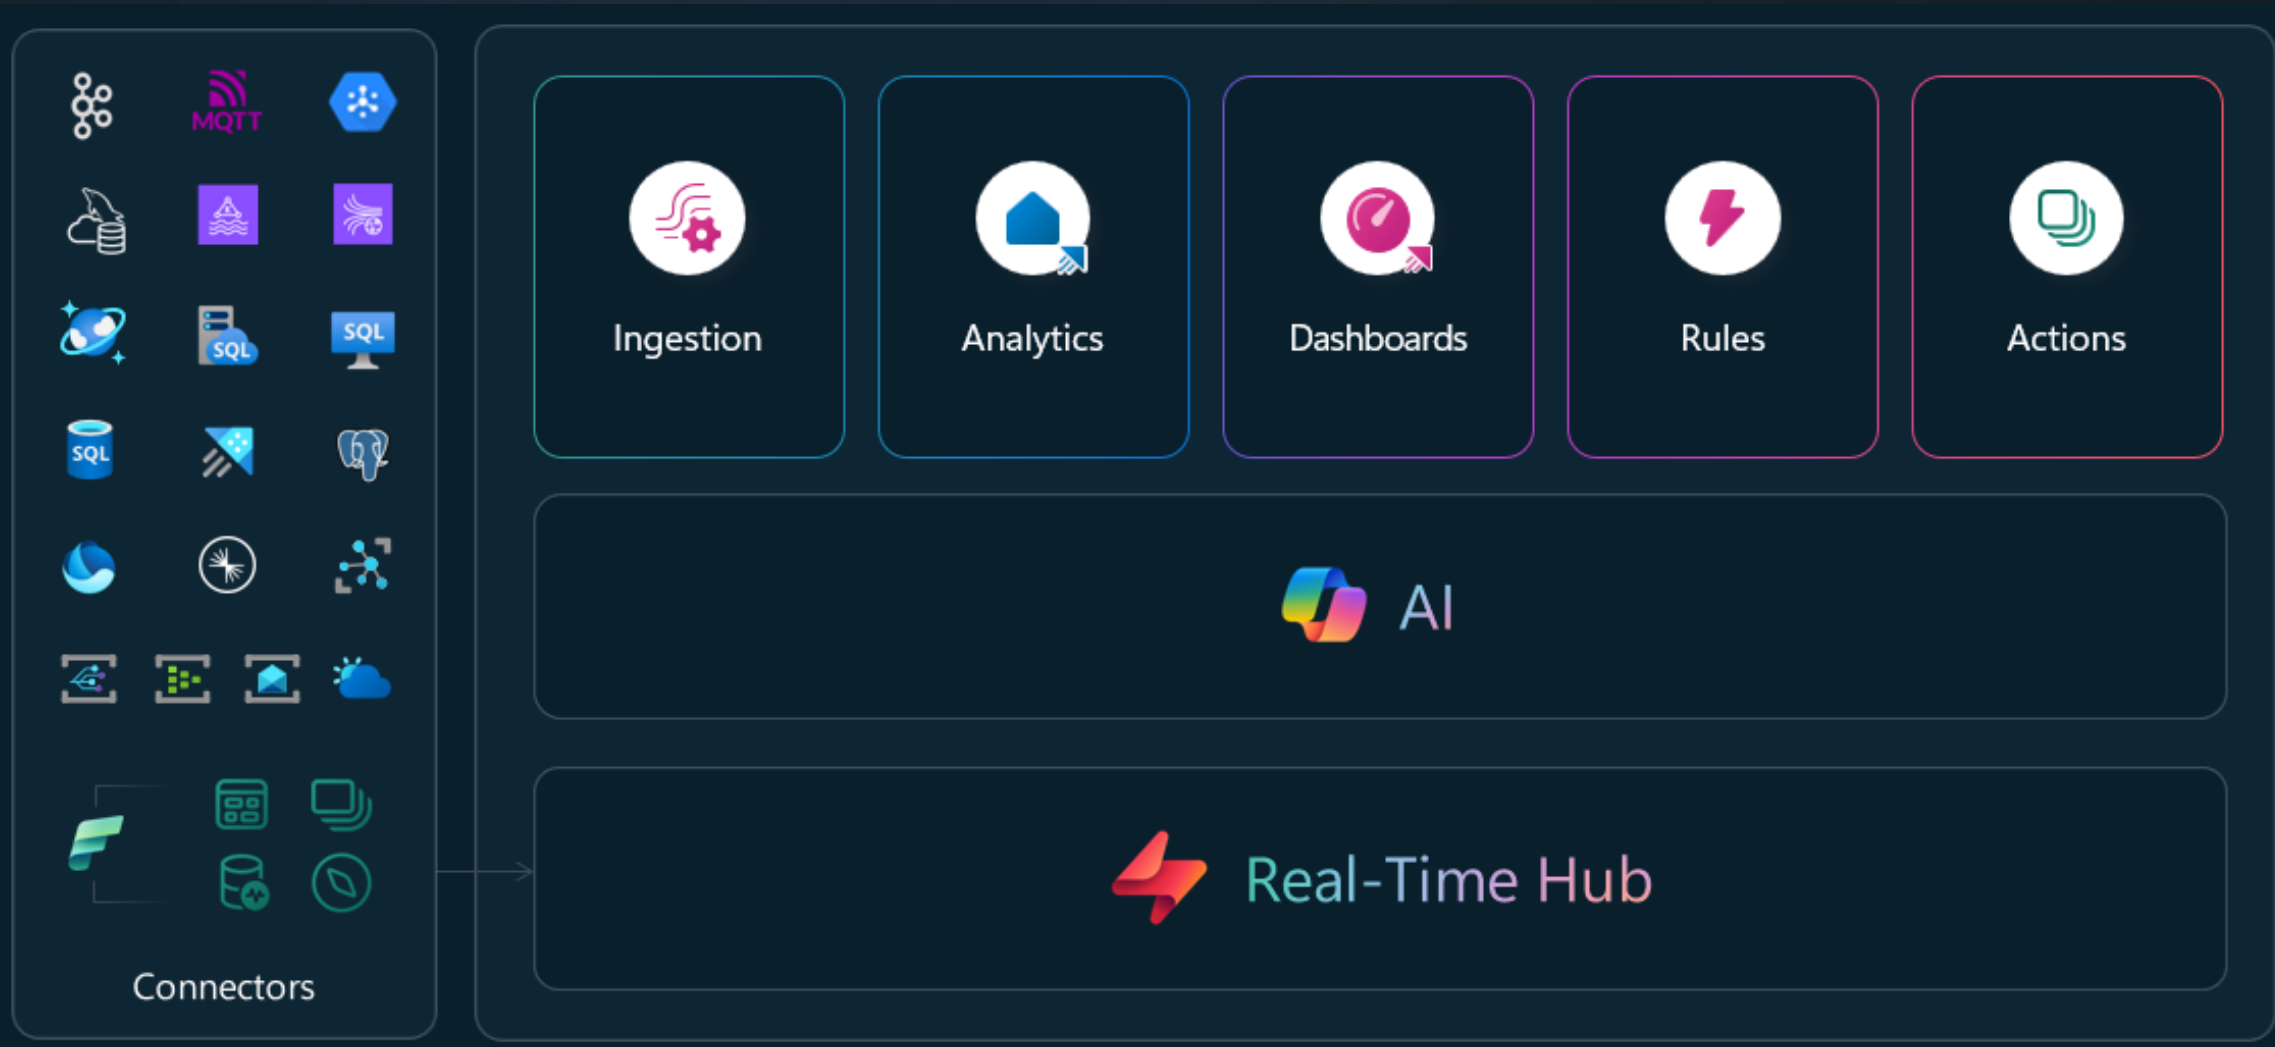 MQTT
SQL
SQL
SQL
Connectors
Ingestion
Analytics
Dashboards
Rules
Actions
AI
Real-Time Hub